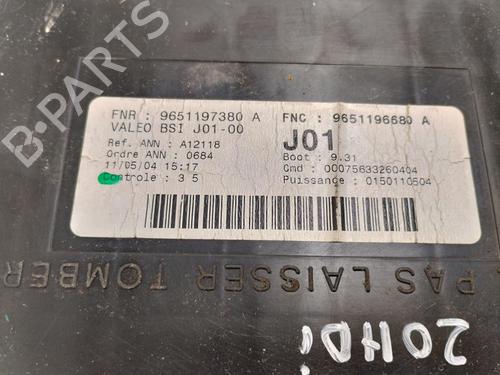 B-PARTS
FNR : 9651197380 A
FNC : 9651196680 A
VALEO BSI J01-00
J01
Ref. ANN : A12118
Ordre ANN : 0684
Boot : 9.31
11/05/04 15:17
Cmd : 00075633260404
Controle : 3 5
Puissance : 0150110504
PAS LAISSER TOMBER
20HDi